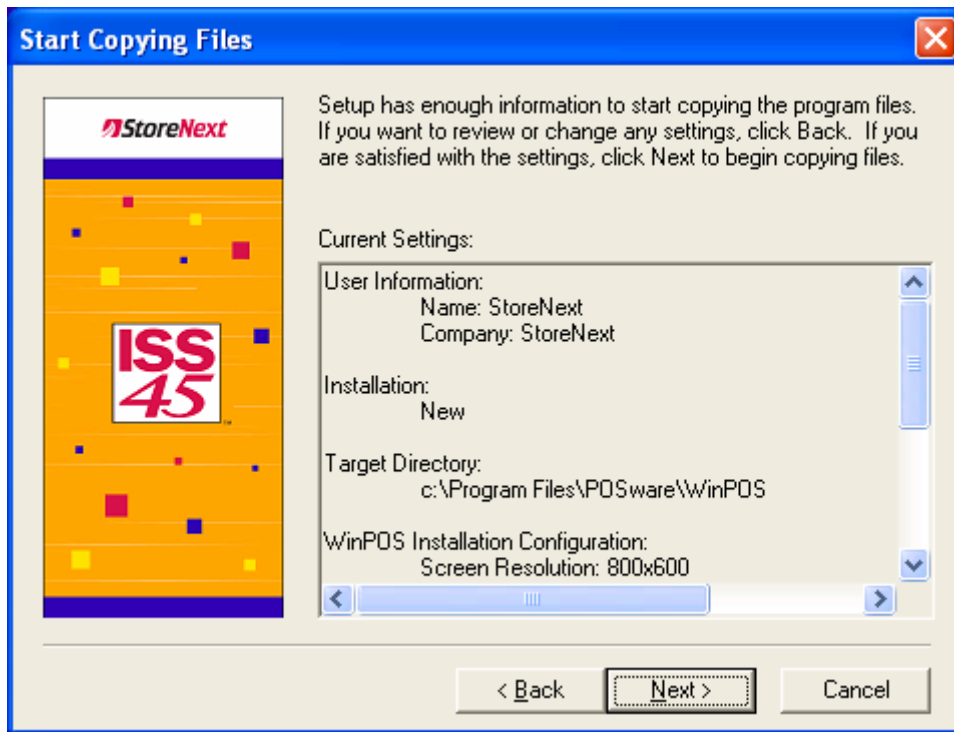 Start Copying Files
StoreNext
ISS
45
Setup has enough information to start copying the program files.
If you want to review or change any settings, click Back.  If you
are satisfied with the settings, click Next to begin copying files.
Current Settings:
User Information:
Name: StoreNext
Company: StoreNext
Installation:
New
Target Directory:
c:\Program Files\POSware\WinPOS
WinPOS Installation Configuration:
Screen Resolution: 800x600
< Back
Next >
Cancel